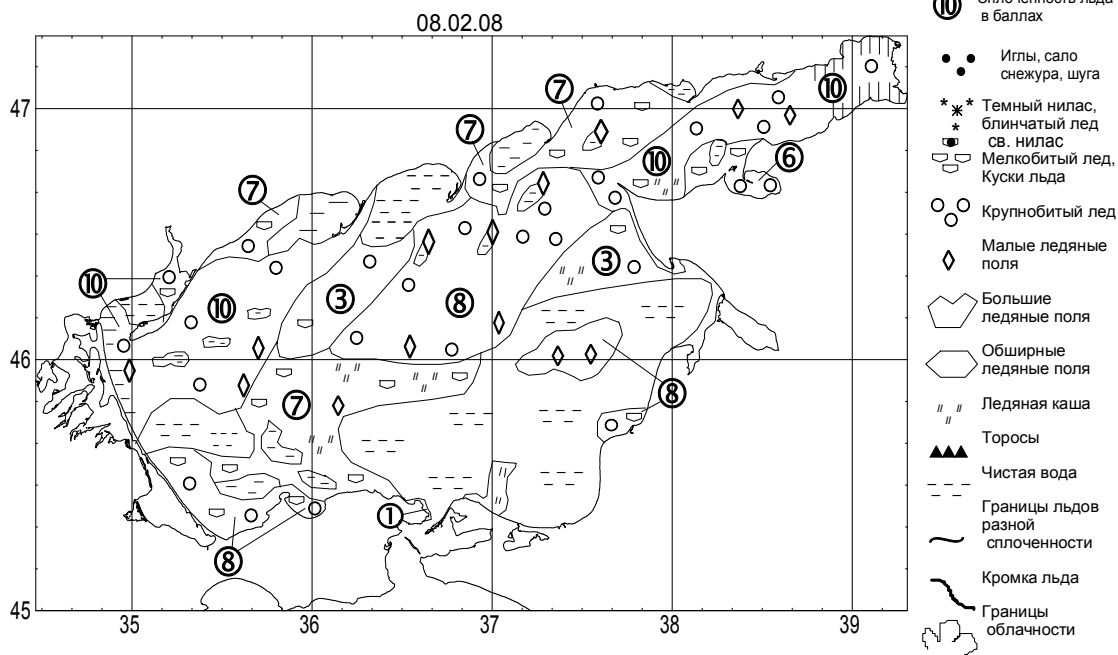 08.02.08
Сплоченность льда
в баллах
10
Иглы, сало
снежура, шуга
Темный нилас,
блинчатый лед
св. нилас
Мелкобитый лед,
Куски льда
Крупнобитый лед
Малые ледяные
поля
Большие
ледяные поля
Обширные
ледяные поля
Ледяная каша
Торосы
Чистая вода
Границы льдов
разной
сплоченности
Кромка льда
Границы
облачности
47
46
45
35
36
37
38
39
10
7
7
10
6
7
3
10
10
3
8
7
8
1
8